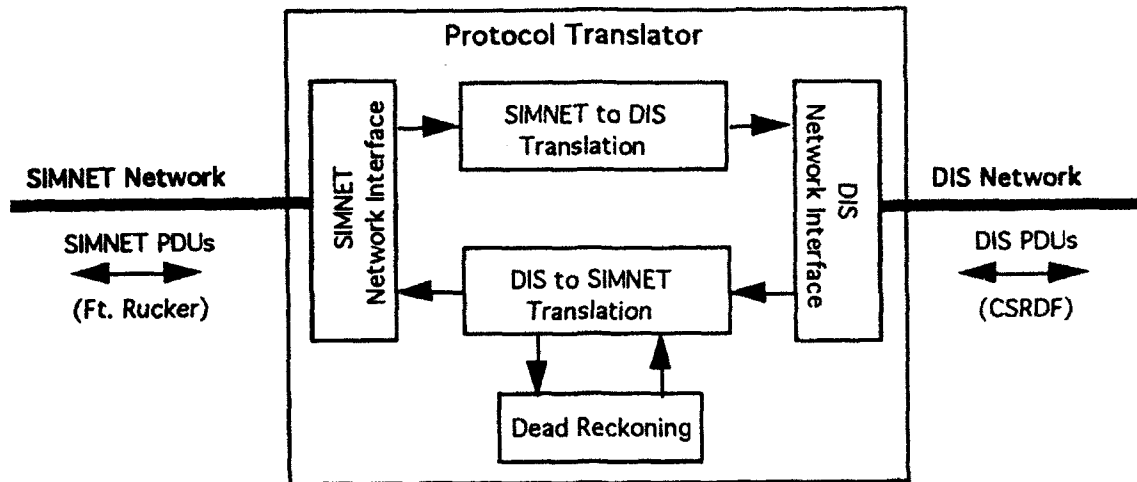 Protocol Translator
SIMNET Network
SIMNET PDUs
(Ft. Rucker)
SIMNET
Network Interface
SIMNET to DIS
Translation
DIS to SIMNET
Translation
Dead Reckoning
DIS
Network Interface
DIS Network
DIS PDUs
(CSRDF)